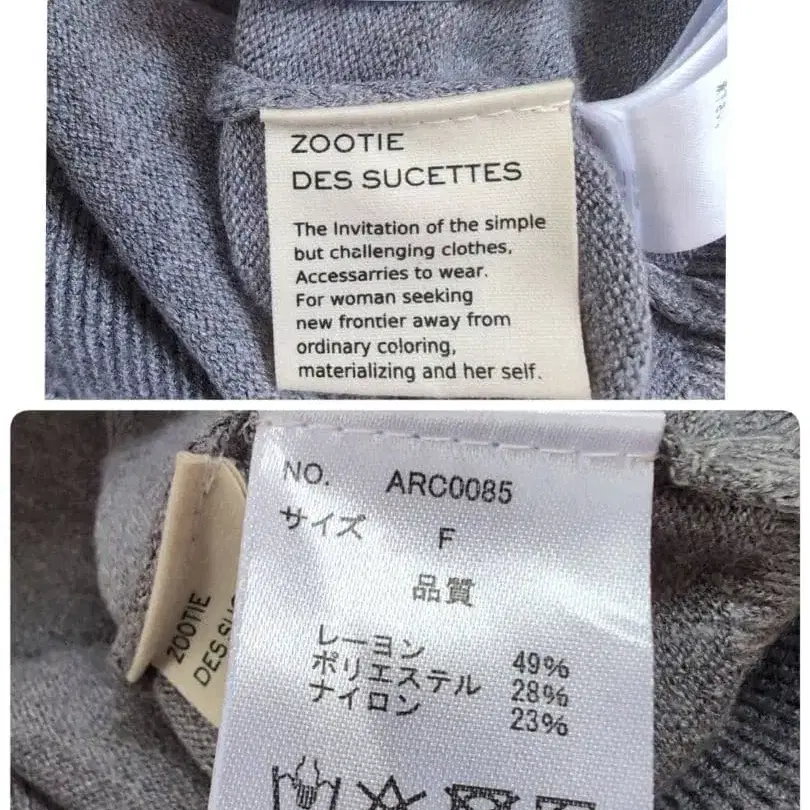 ZOOTIE
DES SUCETTES
The Invitation of the simple
but challenging clothes,
Accessarries to wear.
For woman seeking
new frontier away from
ordinary coloring,
materializing and her self.
NO. ARC0085
サイズ F
品質
レーヨン 49%
ポリエステル 28%
ナイロン 23%
ZOOTIE
DES